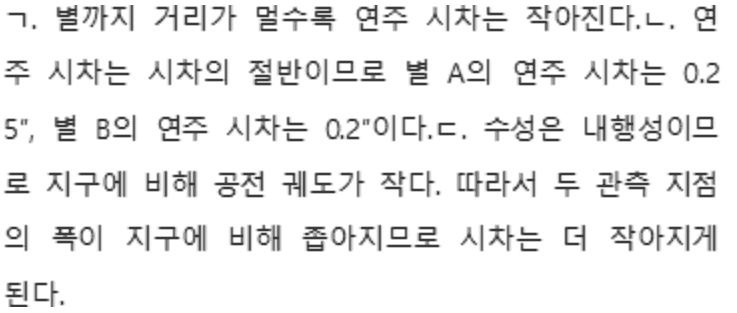 ㄱ. 별까지 거리가 멀수록 연주 시차는 작아진다.ㄴ. 연
주 시차는 시차의 절반이므로 별 A의 연주 시차는 0.2
5″, 별 B의 연주 시차는 0.2″이다.ㄷ. 수성은 내행성이므
로 지구에 비해 공전 궤도가 작다. 따라서 두 관측 지점
의 폭이 지구에 비해 좁아지므로 시차는 더 작아지게
된다.